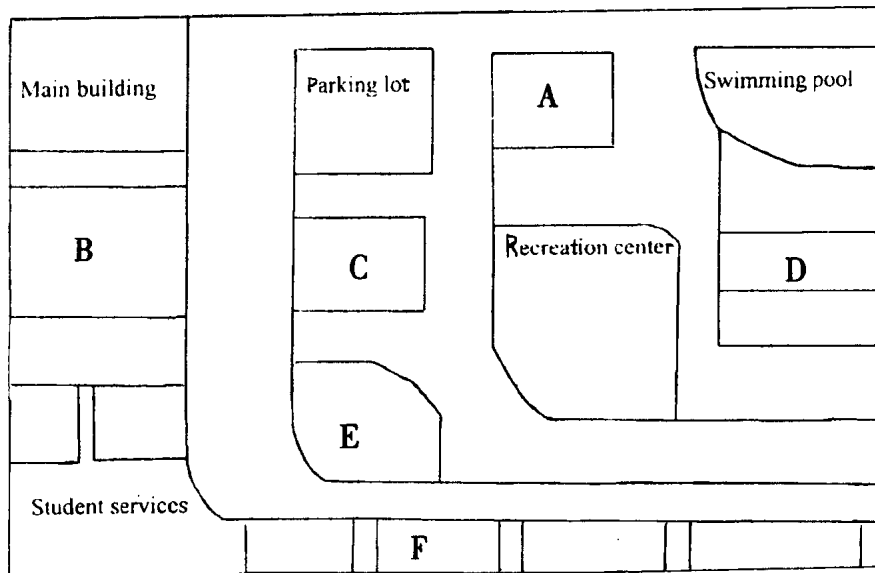 Main building
Parking lot
A
Swimming pool
B
C
Recreation center
D
E
Student services
F